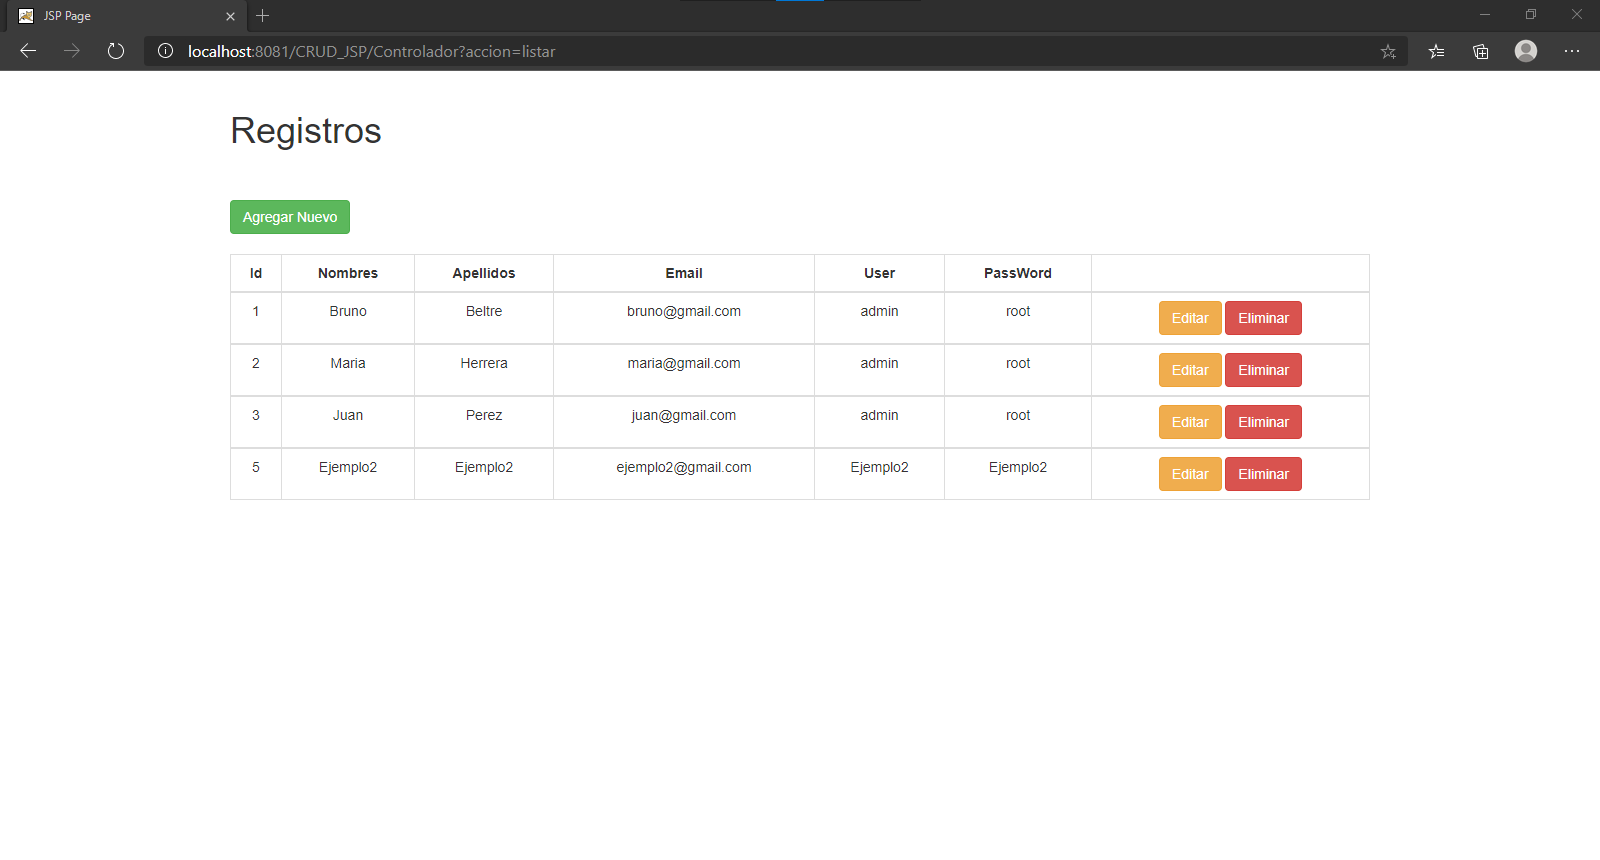 JSP Page
localhost:8081/CRUD_JSP/Controlador?accion=listar
Registros
Agregar Nuevo
Id Nombres Apellidos Email User PassWord
1 Bruno Beltre bruno@gmail.com admin root Editar Eliminar
2 Maria Herrera maria@gmail.com admin root Editar Eliminar
3 Juan Perez juan@gmail.com admin root Editar Eliminar
5 Ejemplo2 Ejemplo2 ejemplo2@gmail.com Ejemplo2 Ejemplo2 Editar Eliminar